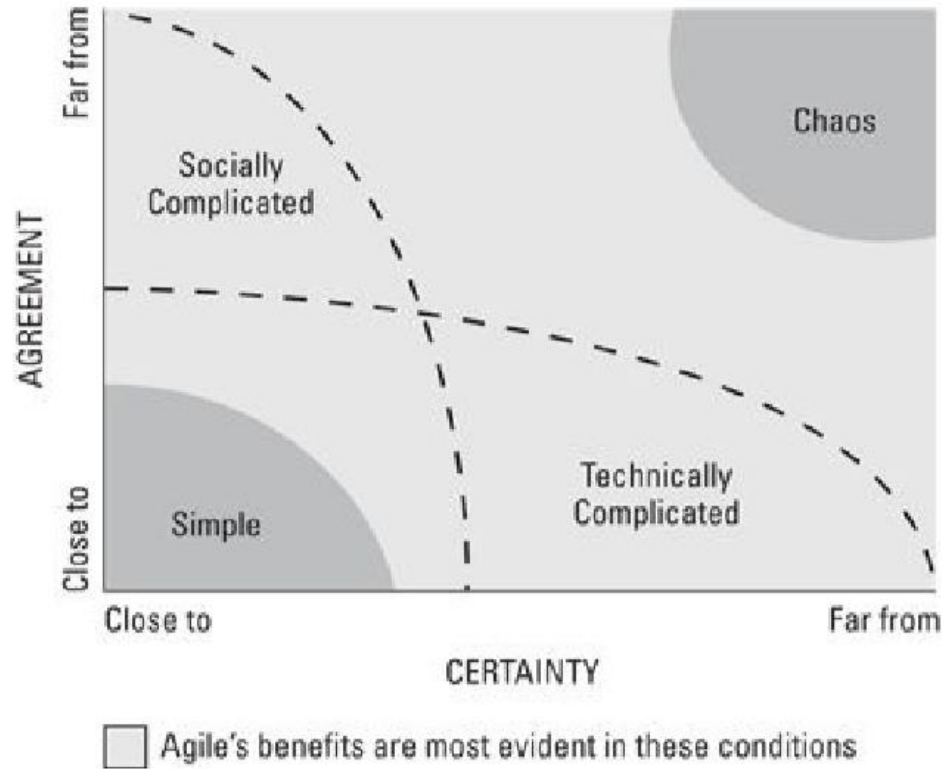 Far from
Chaos
Socially
Complicated
AGREEMENT
Technically
Complicated
Simple
Close to
Close to
Far from
CERTAINTY
Agile's benefits are most evident in these conditions